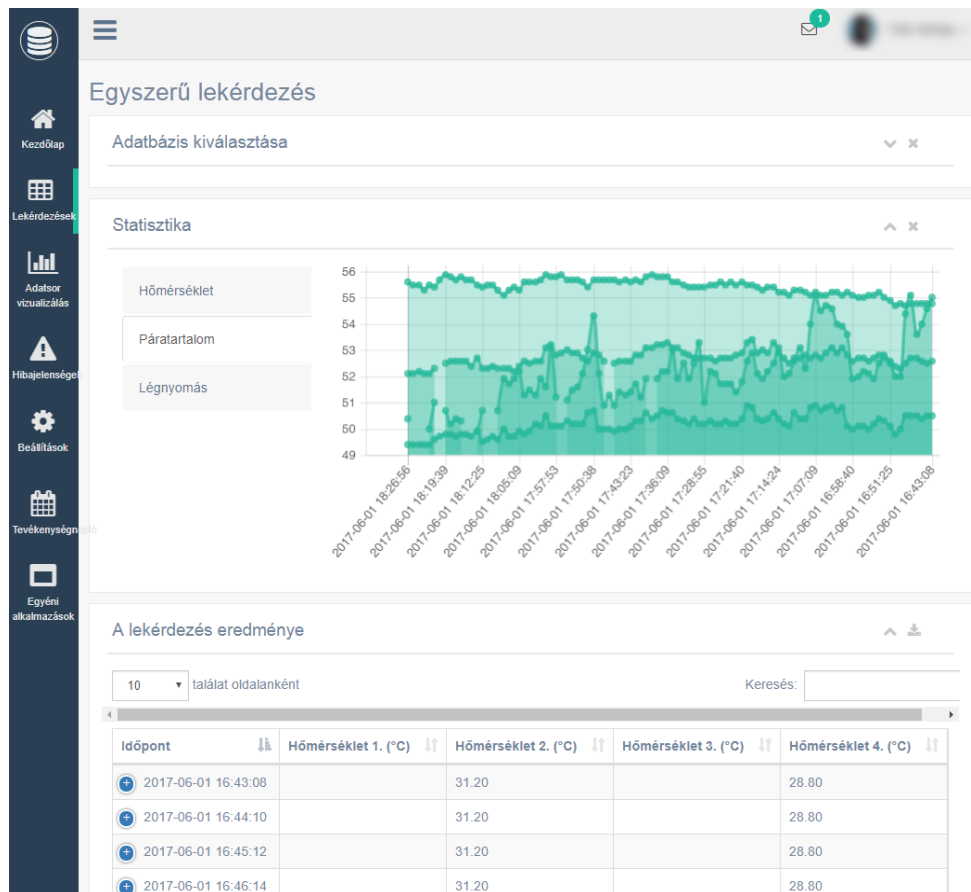 1
Kezdőlap
Lekérdezések
Adatsor
vizualizálás
Hibajelenségek
Beállítások
Tevékenységnapló
Egyéni
alkalmazások
Egyszerű lekérdezés
Adatbázis kiválasztása
Statisztika
Hőmérséklet
Páratartalom
Légnyomás
56
55
54
53
52
51
50
49
2017-06-01 18:26:56
2017-06-01 18:19:39
2017-06-01 18:12:25
2017-06-01 18:05:09
2017-06-01 17:57:53
2017-06-01 17:50:38
2017-06-01 17:43:23
2017-06-01 17:36:09
2017-06-01 17:28:55
2017-06-01 17:21:40
2017-06-01 17:14:24
2017-06-01 17:07:09
2017-06-01 16:58:40
2017-06-01 16:51:25
2017-06-01 16:43:08
A lekérdezés eredménye
10 találat oldalanként Keresés:
Időpont Hőmérséklet 1. (°C) Hőmérséklet 2. (°C) Hőmérséklet 3. (°C) Hőmérséklet 4. (°C)
2017-06-01 16:43:08 31.20 28.80
2017-06-01 16:44:10 31.20 28.80
2017-06-01 16:45:12 31.20 28.80
2017-06-01 16:46:14 31.20 28.80